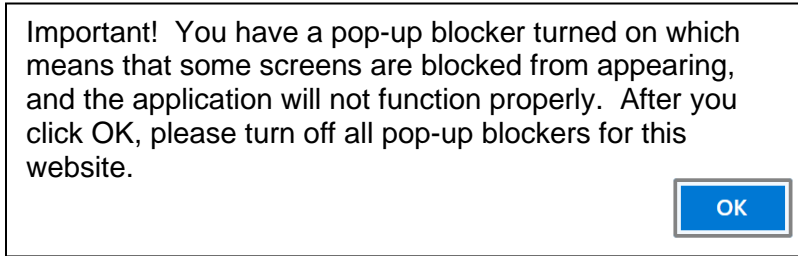 Important!  You have a pop-up blocker turned on which
means that some screens are blocked from appearing,
and the application will not function properly.  After you
click OK, please turn off all pop-up blockers for this
website.
OK